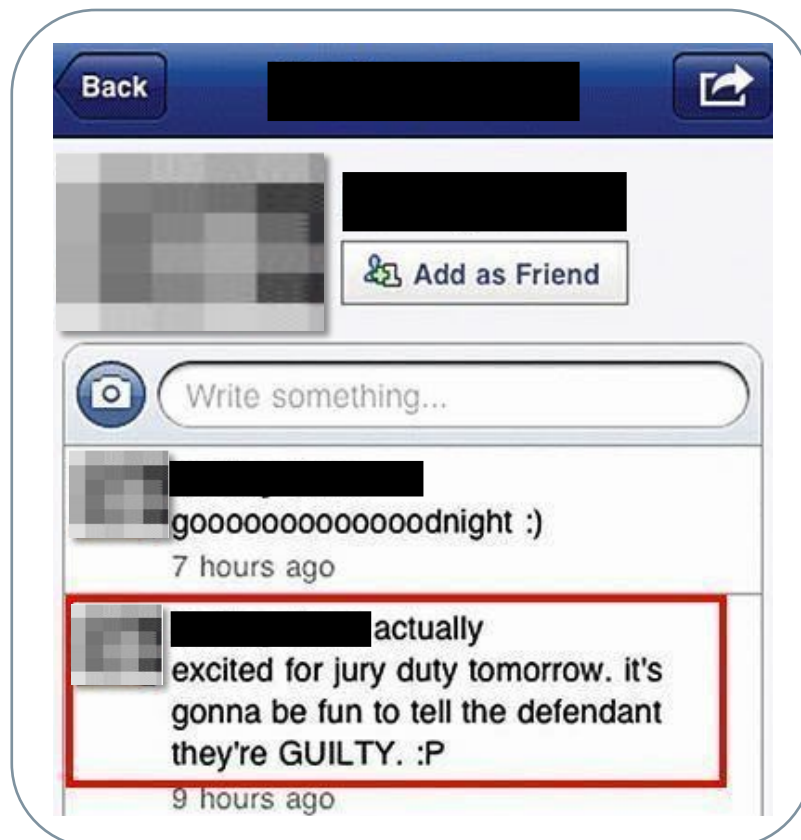 Back
Add as Friend
Write something...
gooooooooooooodnight :)
7 hours ago
actually
excited for jury duty tomorrow. it's
gonna be fun to tell the defendant
they're GUILTY. :P
9 hours ago